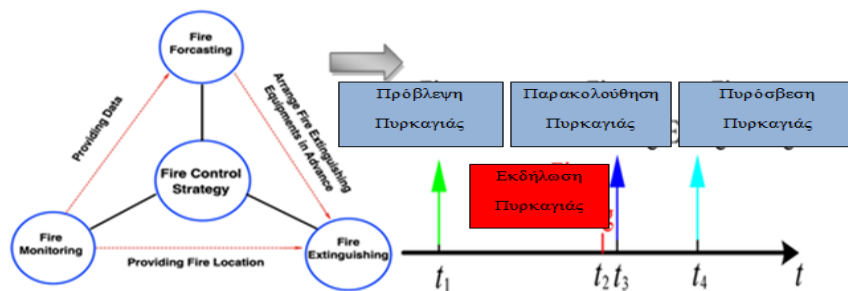 Fire
Forcasting
Providing Data
Arrange Fire Extinguishing
Equipments in Advance
Fire Control
Strategy
Fire
Monitoring
Providing Fire Location
Fire
Extinguishing
Πρόβλεψη
Πυρκαγιάς
Παρακολούθηση
Πυρκαγιάς
Πυρόσβεση
Πυρκαγιάς
Εκδήλωση
Πυρκαγιάς
t1
t2
t3
t4
t